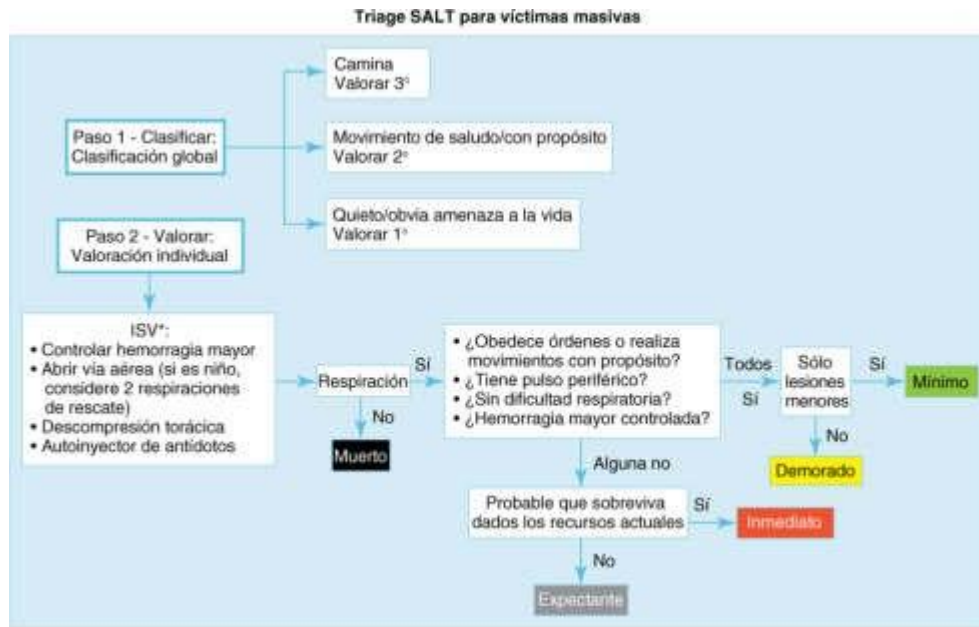 Triage SALT para víctimas masivas
Camina
Valorar 3°
Paso 1 - Clasificar:
Clasificación global
Movimiento de saludo/con propósito
Valorar 2°
Quieto/obvia amenaza a la vida
Valorar 1°
Paso 2 - Valorar:
Valoración individual
ISV*:
• Controlar hemorragia mayor
• Abrir vía aérea (si es niño,
considere 2 respiraciones
de rescate)
• Descompresión torácica
• Autoinyector de antídotos
Respiración
Sí
No
Muerto
• ¿Obedece órdenes o realiza
movimientos con propósito?
• ¿Tiene pulso periférico?
• ¿Sin dificultad respiratoria?
• ¿Hemorragia mayor controlada?
Todos
Sí
Sólo
lesiones
menores
Sí
Mínimo
No
Demorado
Alguna no
Probable que sobreviva
dados los recursos actuales
Sí
Inmediato
No
Expectante